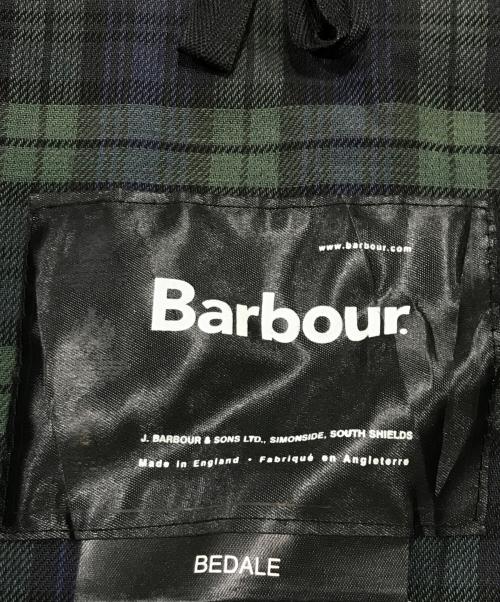 www.barbour.com
Barbour.
J. BARBOUR & SONS LTD., SIMONSIDE, SOUTH SHIELDS
Made in England · Fabriqué en Angleterre
BEDALE